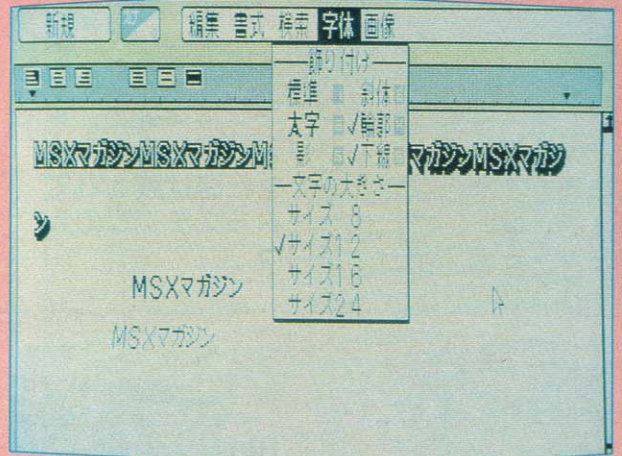 新規 編集 書式 検索 字体 画像
飾り付け
標準 斜体
太字 ✓輪郭
影 ✓下線
文字の大きさ
サイズ 8
✓サイズ12
サイズ16
サイズ24
MSXマガジンMSXマガジンM マガジンMSXマガジ
ン
MSXマガジン
MSXマガジン